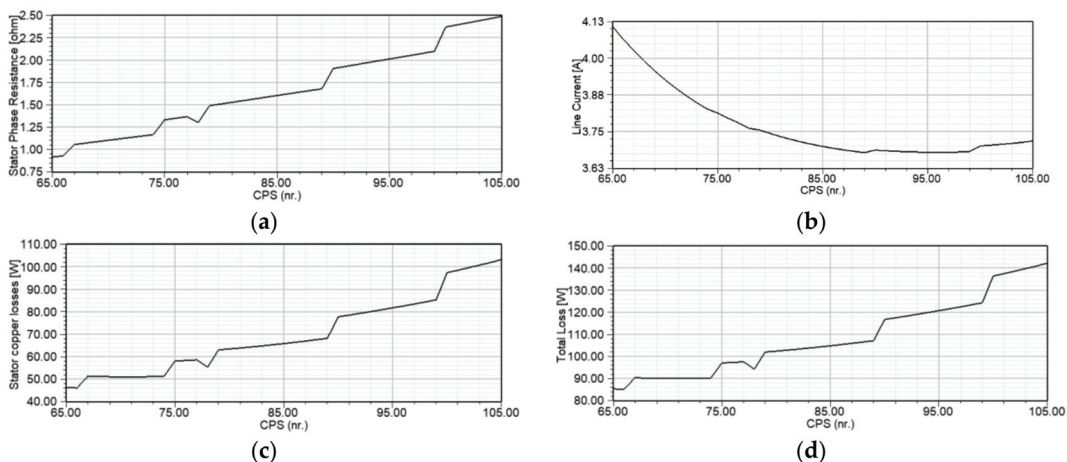 Stator Phase Resistance [ohm]
2.50
2.25
2.00
1.75
1.50
1.25
1.00
0.75
65.00 75.00 85.00 95.00 105.00
CPS (nr.)
(a)
Line Current [A]
4.13
4.00
3.88
3.75
3.63
65.00 75.00 85.00 95.00 105.00
CPS (nr.)
(b)
Stator copper losses [W]
110.00
100.00
90.00
80.00
70.00
60.00
50.00
40.00
65.00 75.00 85.00 95.00 105.00
CPS (nr.)
(c)
Total Loss [W]
150.00
140.00
130.00
120.00
110.00
100.00
90.00
80.00
65.00 75.00 85.00 95.00 105.00
CPS (nr.)
(d)